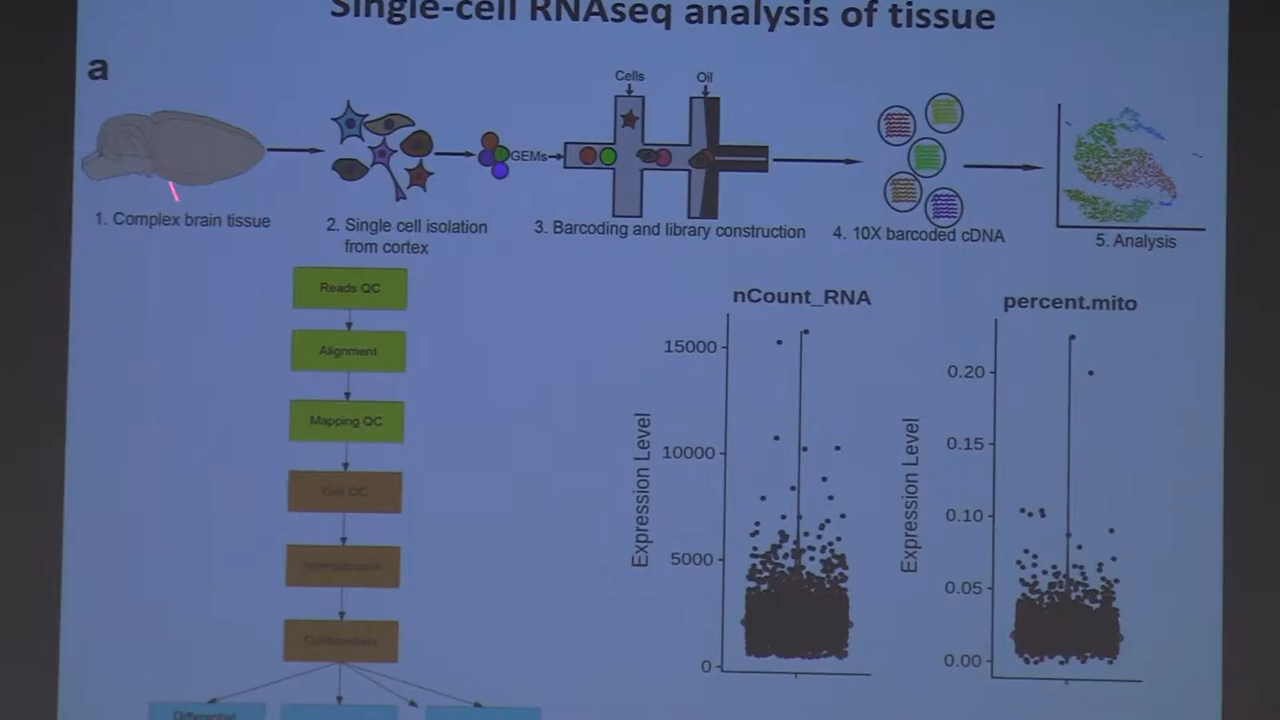 Single-cell RNAseq analysis of tissue
a
Cells
Oil
GEMs
1. Complex brain tissue
2. Single cell isolation
from cortex
3. Barcoding and library construction
4. 10X barcoded cDNA
5. Analysis
Reads QC
Alignment
Mapping QC
Cell QC
Normalization
Confounders
Differential
nCount_RNA
Expression Level
15000
10000
5000
0
percent.mito
Expression Level
0.20
0.15
0.10
0.05
0.00